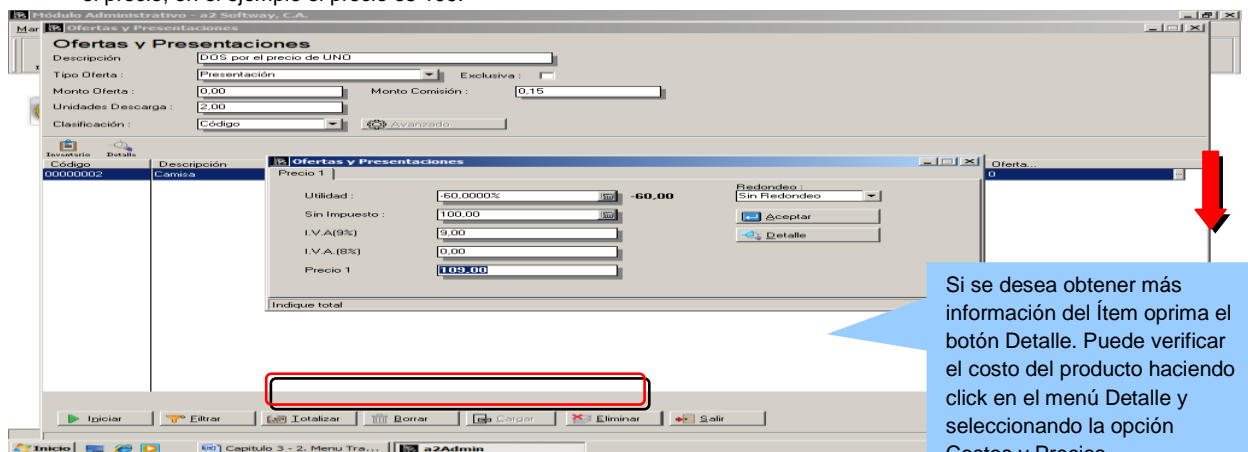 Módulo Administrativo - a2 Softway, C.A.
Mar
Ofertas y Presentaciones
Ofertas y Presentaciones
Descripción DOS por el precio de UNO
Tipo Oferta : Presentación Exclusiva :
Monto Oferta : 0,00 Monto Comisión : 0,15
Unidades Descarga : 2,00
Clasificación : Código Avanzado
Inventario Detalle
Código Descripción Oferta...
00000002 Camisa 0
Ofertas y Presentaciones
Precio 1
Utilidad : -60,0000% -60,00
Redondeo :
Sin Redondeo
Sin Impuesto : 100,00 Aceptar
I.V.A(9%) 9,00 Detalle
I.V.A.(8%) 0,00
Precio 1 109,00
Indique total
Si se desea obtener más
información del Ítem oprima el
botón Detalle. Puede verificar
el costo del producto haciendo
click en el menú Detalle y
seleccionando la opción
Costos y Precios
Iniciar Filtrar Totalizar Borrar Cargar Eliminar Salir
Inicio Capitulo 3 - 2. Menu Tra... a2Admin